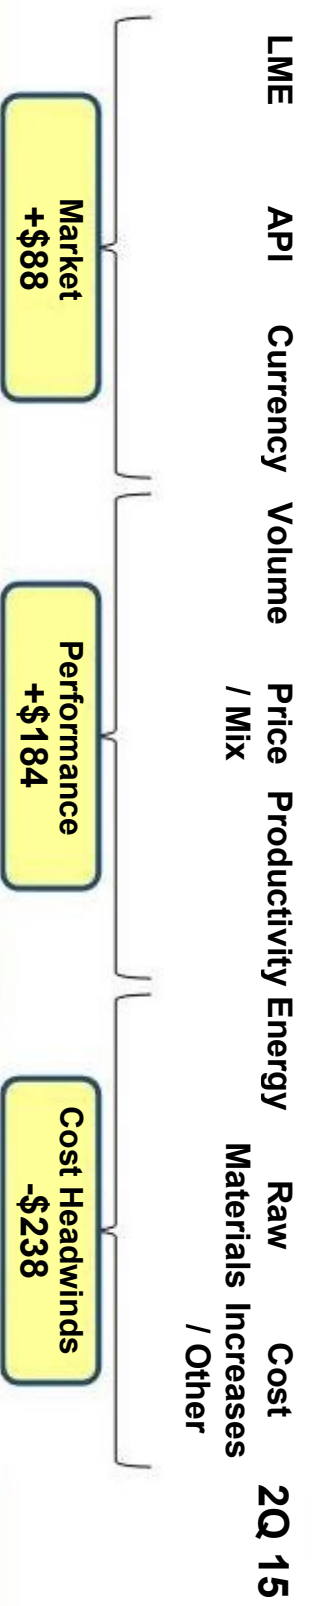 LME
API
Currency
Volume
Price
/ Mix
Productivity
Energy
Raw
Materials
Cost
Increases
/ Other
2Q 15
Market
+$88
Performance
+$184
Cost Headwinds
-$238